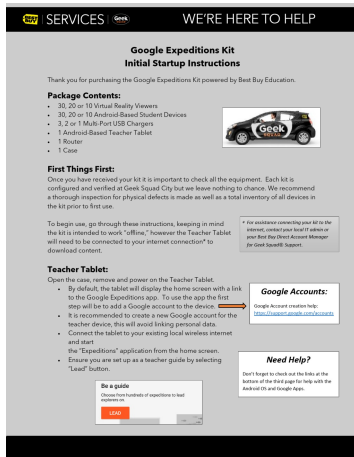 BEST BUY | SERVICES | Geek SQUAD WE'RE HERE TO HELP
Google Expeditions Kit
Initial Startup Instructions
Thank you for purchasing the Google Expeditions Kit powered by Best Buy Education.
Package Contents:
• 30, 20 or 10 Virtual Reality Viewers
• 30, 20 or 10 Android-Based Student Devices
• 3, 2 or 1 Multi-Port USB Chargers
• 1 Android-Based Teacher Tablet
• 1 Router
• 1 Case
Geek
SQUAD
First Things First:
Once you have received your kit it is important to check all the equipment. Each kit is
configured and verified at Geek Squad City but we leave nothing to chance. We recommend
a thorough inspection for physical defects is made as well as a total inventory of all devices in
the kit prior to first use.
To begin use, go through these instructions, keeping in mind
the kit is intended to work "offline," however the Teacher Tablet
will need to be connected to your internet connection* to
download content.
* For assistance connecting your kit to the
internet, contact your local IT admin or
your Best Buy Direct Account Manager
for Geek Squad® Support.
Teacher Tablet:
Open the case, remove and power on the Teacher Tablet.
• By default, the tablet will display the home screen with a link
to the Google Expeditions app. To use the app the first
step will be to add a Google account to the device.
• It is recommended to create a new Google account for the
teacher device, this will avoid linking personal data.
• Connect the tablet to your existing local wireless internet
and start
the "Expeditions" application from the home screen.
• Ensure you are set up as a teacher guide by selecting
"Lead" button.
Google Accounts:
Google Account creation help:
https://support.google.com/accounts
Need Help?
Don't forget to check out the links at the
bottom of the third page for help with the
Android OS and Google Apps.
Be a guide
Choose from hundreds of expeditions to lead
explorers on.
LEAD